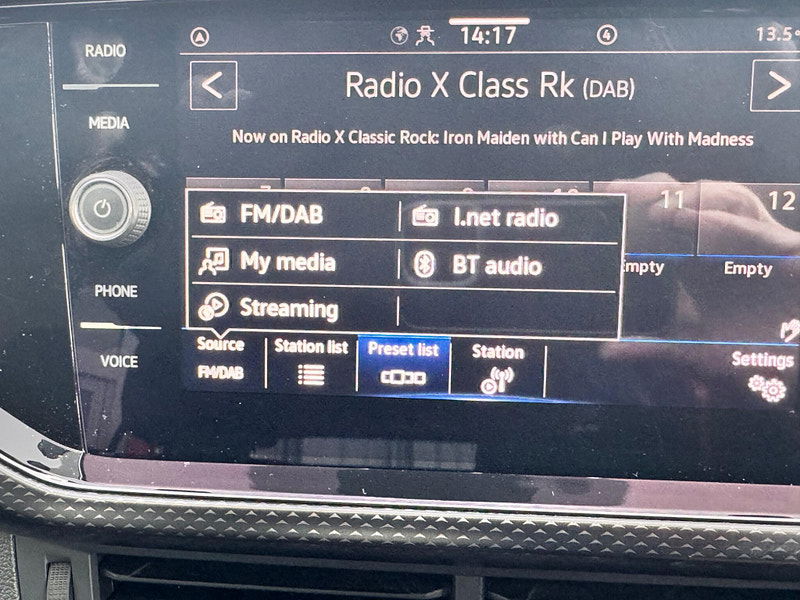 RADIO
14:17
4
13.5°
Radio X Class Rk (DAB)
MEDIA
Now on Radio X Classic Rock: Iron Maiden with Can I Play With Madness
11
12
FM/DAB
I.net radio
My media
BT audio
Empty
Empty
PHONE
Streaming
Source
Station list
Preset list
Station
Settings
VOICE
FM/DAB